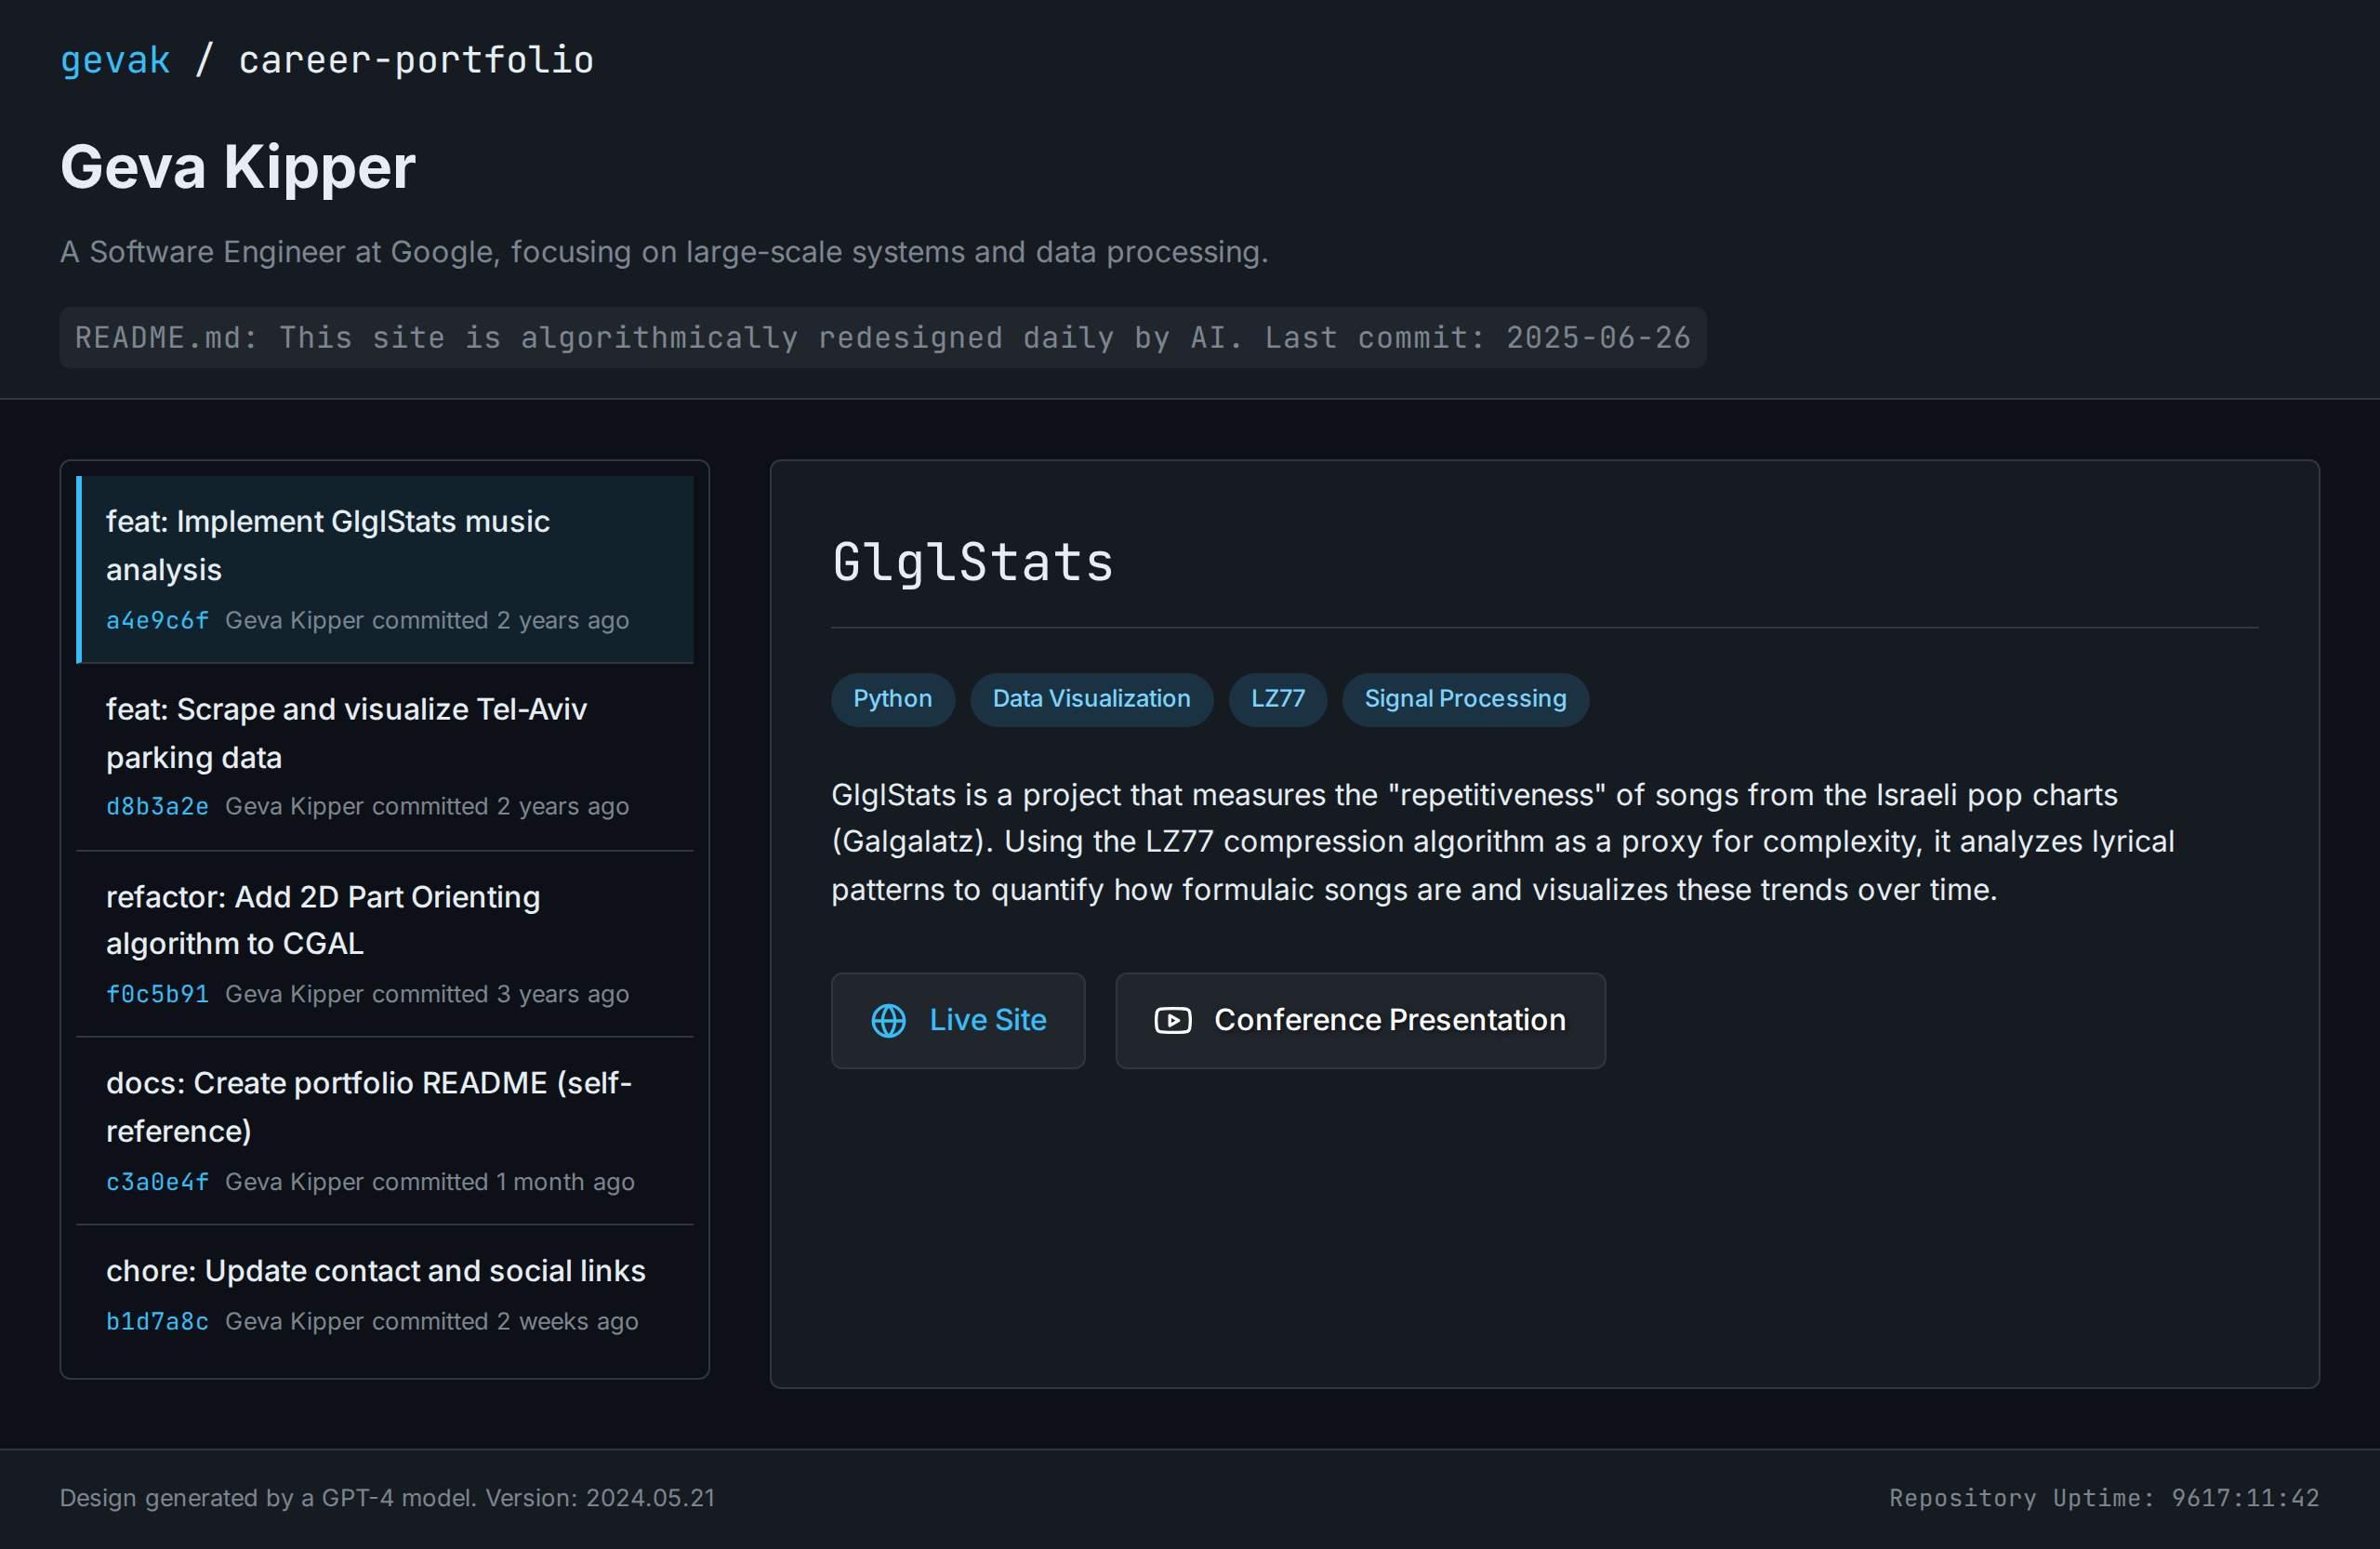 gevak / career-portfolio
Geva Kipper
A Software Engineer at Google, focusing on large-scale systems and data processing.
README.md: This site is algorithmically redesigned daily by AI. Last commit: 2025-06-26
feat: Implement GlglStats music
analysis
a4e9c6f Geva Kipper committed 2 years ago
feat: Scrape and visualize Tel-Aviv
parking data
d8b3a2e Geva Kipper committed 2 years ago
refactor: Add 2D Part Orienting
algorithm to CGAL
f0c5b91 Geva Kipper committed 3 years ago
docs: Create portfolio README (self-
reference)
c3a0e4f Geva Kipper committed 1 month ago
chore: Update contact and social links
b1d7a8c Geva Kipper committed 2 weeks ago
GlglStats
Python Data Visualization LZ77 Signal Processing
GlglStats is a project that measures the "repetitiveness" of songs from the Israeli pop charts
(Galgalatz). Using the LZ77 compression algorithm as a proxy for complexity, it analyzes lyrical
patterns to quantify how formulaic songs are and visualizes these trends over time.
Live Site Conference Presentation
Design generated by a GPT-4 model. Version: 2024.05.21
Repository Uptime: 9617:11:42